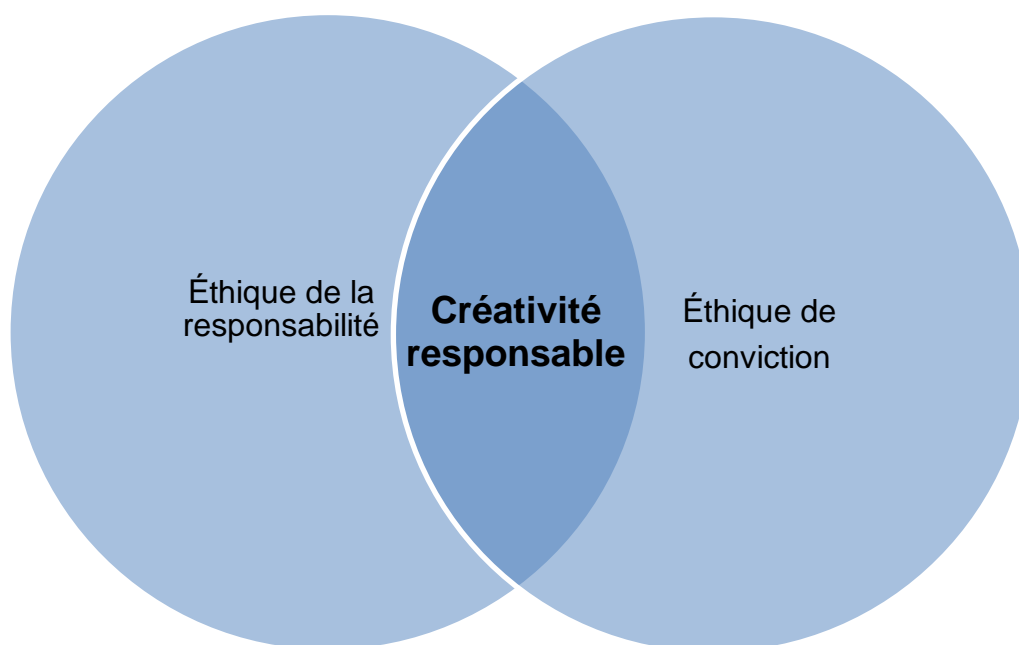 Éthique de la
responsabilité
Créativité
responsable
Éthique de
conviction